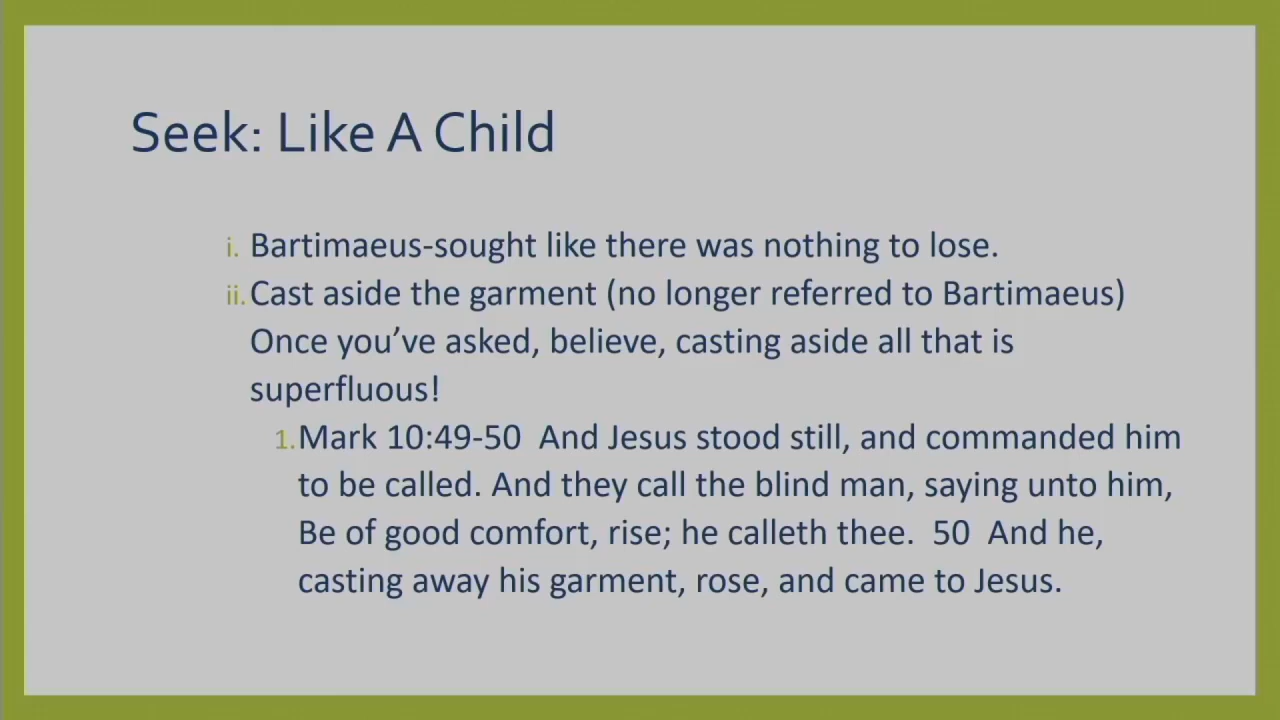 Seek: Like A Child
i. Bartimaeus-sought like there was nothing to lose.
ii. Cast aside the garment (no longer referred to Bartimaeus)
Once you’ve asked, believe, casting aside all that is
superfluous!
1. Mark 10:49-50  And Jesus stood still, and commanded him
to be called. And they call the blind man, saying unto him,
Be of good comfort, rise; he calleth thee.  50  And he,
casting away his garment, rose, and came to Jesus.